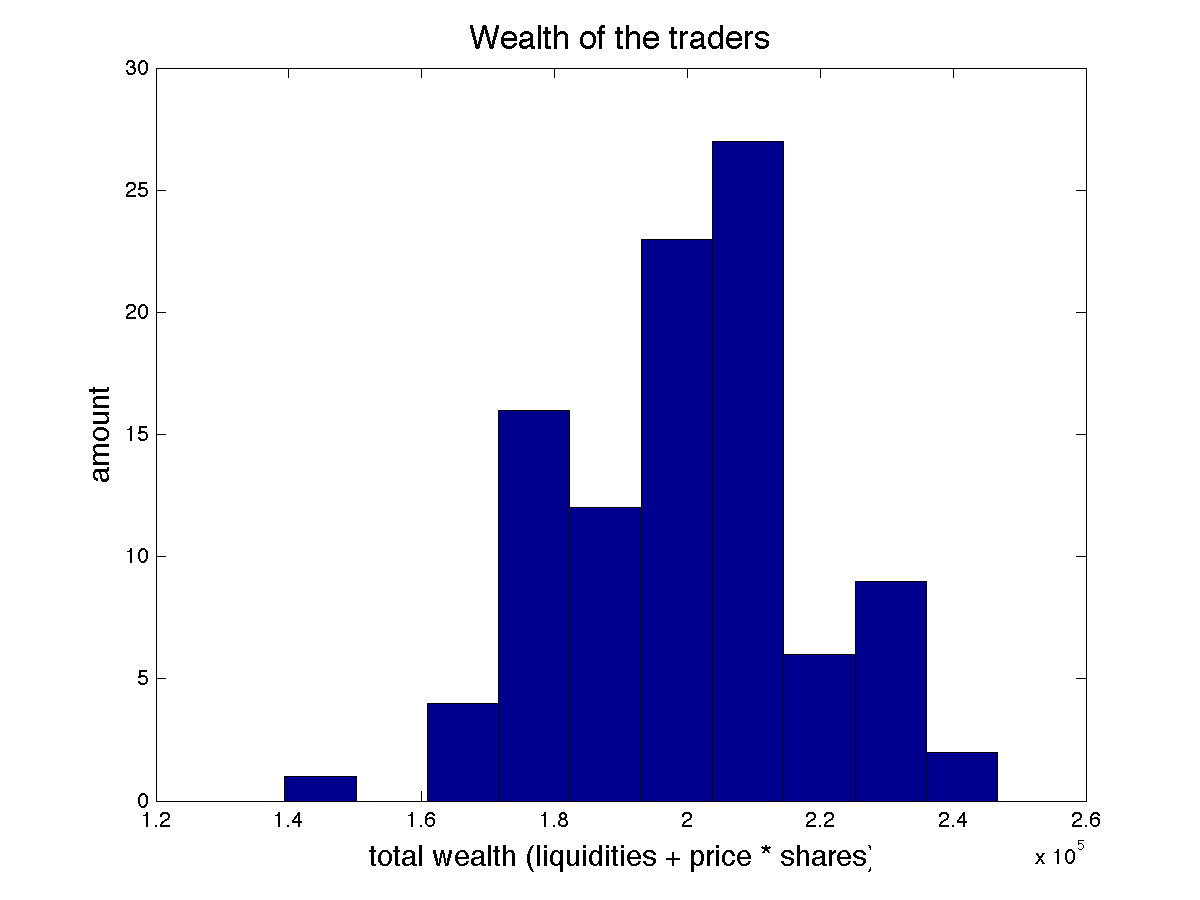 Wealth of the traders
30
25
20
15
10
5
0
amount
1.2 1.4 1.6 1.8 2 2.2 2.4 2.6
total wealth (liquidities + price * shares)
x 10^5